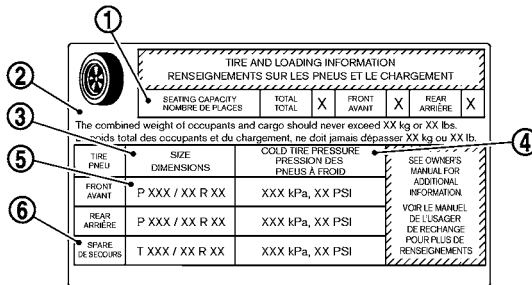 1
TIRE AND LOADING INFORMATION
RENSEIGNEMENTS SUR LES PNEUS ET LE CHARGEMENT
2
SEATING CAPACITY
NOMBRE DE PLACES
TOTAL
TOTAL
X
FRONT
AVANT
X
REAR
ARRIÈRE
X
3
The combined weight of occupants and cargo should never exceed XX kg or XX lbs.
poids total des occupants et du chargement, ne doit jamais dépasser XX kg ou XX lb.
4
TIRE
PNEU
SIZE
DIMENSIONS
COLD TIRE PRESSURE
PRESSION DES
PNEUS À FROID
SEE OWNER'S
MANUAL FOR
ADDITIONAL
INFORMATION.
VOIR LE MANUEL
DE L'USAGER
DE RECHANGE
POUR PLUS DE
RENSEIGNEMENTS
5
FRONT
AVANT
P XXX / XX R XX
XXX kPa, XX PSI
REAR
ARRIÈRE
P XXX / XX R XX
XXX kPa, XX PSI
6
SPARE
DE SECOURS
T XXX / XX R XX
XXX kPa, XX PSI